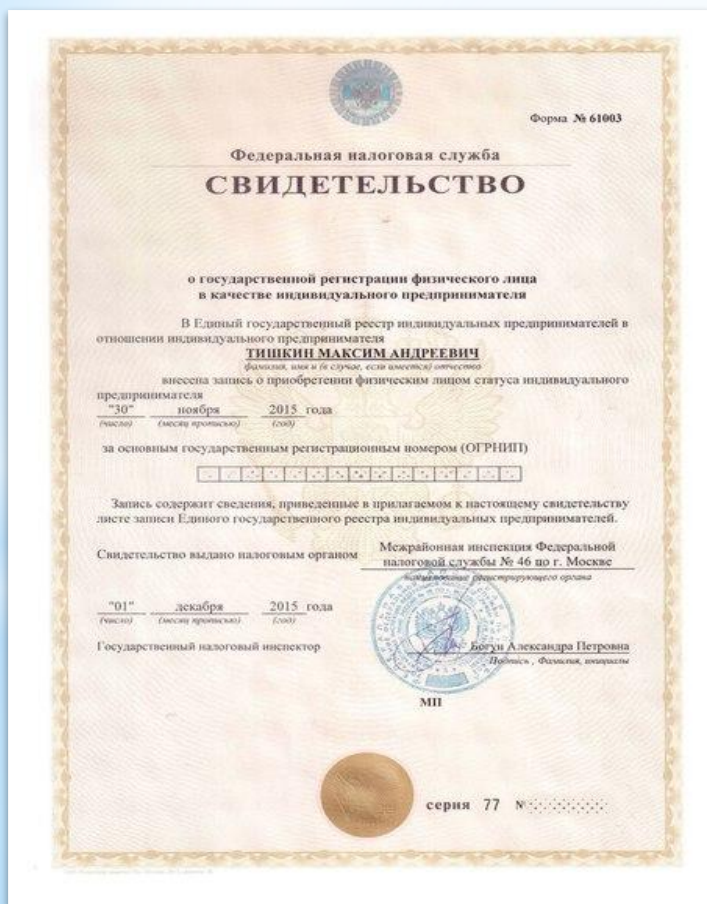 Форма № 61003
Федеральная налоговая служба
СВИДЕТЕЛЬСТВО
о государственной регистрации физического лица
в качестве индивидуального предпринимателя
В Единый государственный реестр индивидуальных предпринимателей в
отношении индивидуального предпринимателя
ТИШКИН МАКСИМ АНДРЕЕВИЧ
фамилия, имя и (в случае, если имеется) отчество
внесена запись о приобретении физическим лицом статуса индивидуального
предпринимателя
"30" ноября 2015 года
(число) (месяц прописью) (год)
за основным государственным регистрационным номером (ОГРНИП)
Запись содержит сведения, приведенные в прилагаемом к настоящему свидетельству
листе записи Единого государственного реестра индивидуальных предпринимателей.
Свидетельство выдано налоговым органом Межрайонная инспекция Федеральной
налоговой службы № 46 по г. Москве
наименование регистрирующего органа
"01" декабря 2015 года
(число) (месяц прописью) (год)
Государственный налоговый инспектор Богун Александра Петровна
Подпись , Фамилия, инициалы
МП
серия 77 №